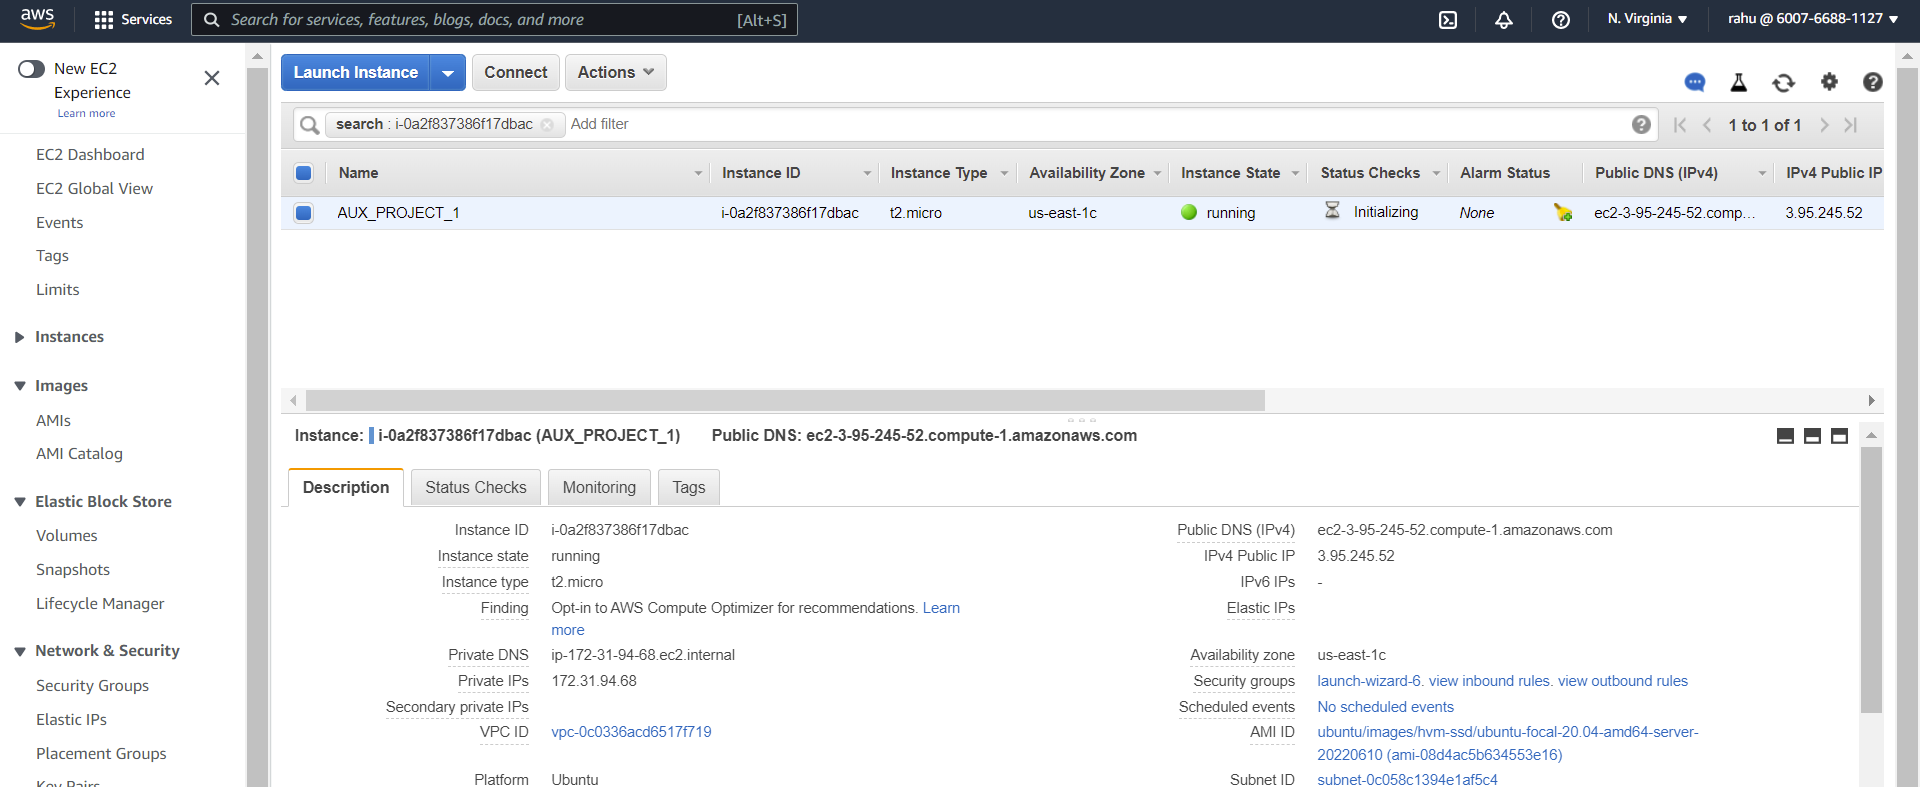 aws
Services
Search for services, features, blogs, docs, and more [Alt+S]
N. Virginia
rahu @ 6007-6688-1127
New EC2
Experience
Learn more
EC2 Dashboard
EC2 Global View
Events
Tags
Limits
Instances
Images
AMIs
AMI Catalog
Elastic Block Store
Volumes
Snapshots
Lifecycle Manager
Network & Security
Security Groups
Elastic IPs
Placement Groups
Key Pairs
Launch Instance
Connect
Actions
search : i-0a2f837386f17dbac
Add filter
1 to 1 of 1
Name Instance ID Instance Type Availability Zone Instance State Status Checks Alarm Status Public DNS (IPv4) IPv4 Public IP
AUX_PROJECT_1 i-0a2f837386f17dbac t2.micro us-east-1c running Initializing None ec2-3-95-245-52.comp... 3.95.245.52
Instance: i-0a2f837386f17dbac (AUX_PROJECT_1) Public DNS: ec2-3-95-245-52.compute-1.amazonaws.com
Description Status Checks Monitoring Tags
Instance ID i-0a2f837386f17dbac
Instance state running
Instance type t2.micro
Finding Opt-in to AWS Compute Optimizer for recommendations. Learn
more
Private DNS ip-172-31-94-68.ec2.internal
Private IPs 172.31.94.68
Secondary private IPs
VPC ID vpc-0c0336acd6517f719
Platform Ubuntu
Public DNS (IPv4) ec2-3-95-245-52.compute-1.amazonaws.com
IPv4 Public IP 3.95.245.52
IPv6 IPs -
Elastic IPs
Availability zone us-east-1c
Security groups launch-wizard-6. view inbound rules. view outbound rules
Scheduled events No scheduled events
AMI ID ubuntu/images/hvm-ssd/ubuntu-focal-20.04-amd64-server-
20220610 (ami-08d4ac5b634553e16)
Subnet ID subnet-0c058c1394e1af5c4